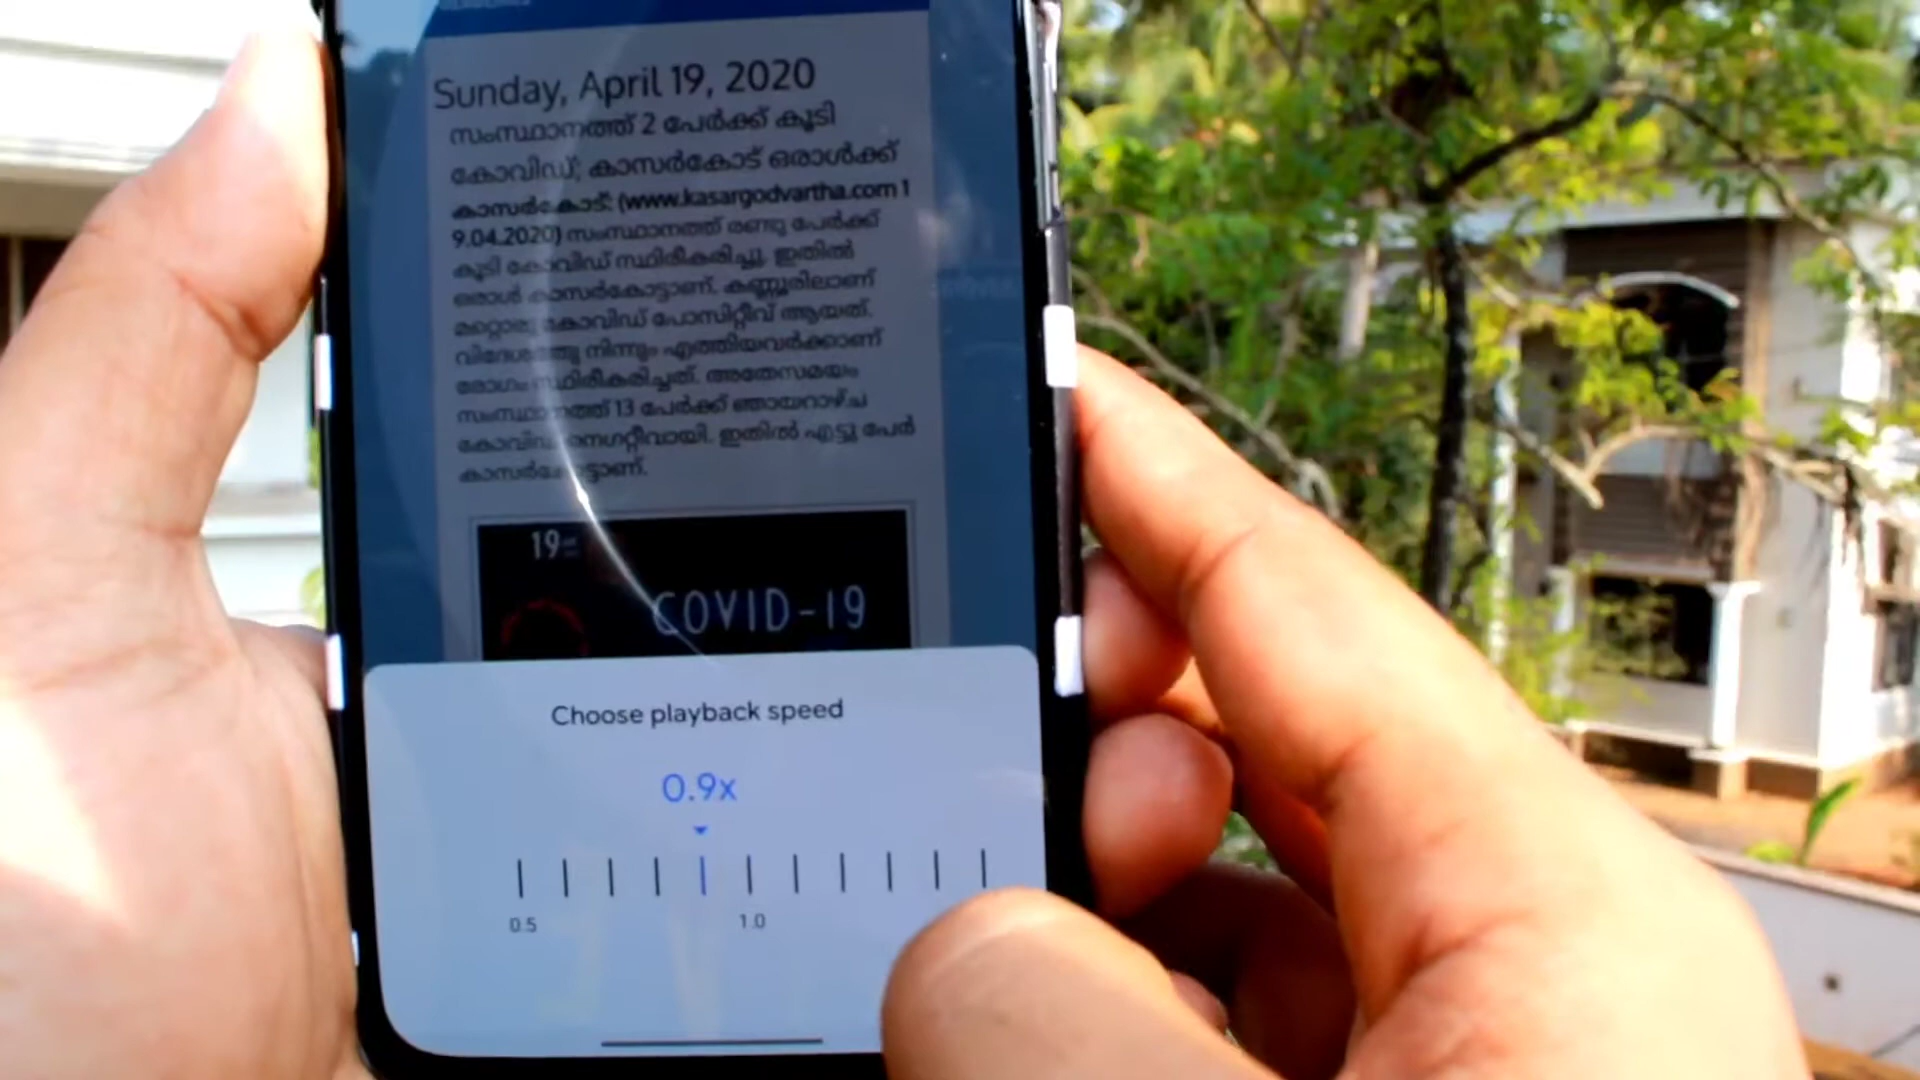 Sunday, April 19, 2020
സംസ്ഥാനത്ത് 2 പേർക്ക് കൂടി
കോവിഡ്; കാസർകോട് ഒരാൾക്ക്
കാസർകോട്: (www.kasargodvartha.com 1
9.04.2020) സംസ്ഥാനത്ത് രണ്ടു പേർക്ക്
കൂടി കോവിഡ് സ്ഥിരീകരിച്ചു. ഇതിൽ
ഒരാൾ കാസർകോട്ടാണ്. കണ്ണൂരിലാണ്
മറ്റൊരു കോവിഡ് പോസിറ്റീവ് ആയത്.
വിദേശത്തു നിന്നും എത്തിയവർക്കാണ്
രോഗം സ്ഥിരീകരിച്ചത്. അതേസമയം
സംസ്ഥാനത്ത് 13 പേർക്ക് ഞായറാഴ്ച
കോവിഡ് നെഗറ്റീവായി. ഇതിൽ എട്ടു പേർ
കാസർകോട്ടാണ്.
19
COVID-19
Choose playback speed
0.9x
0.5 1.0